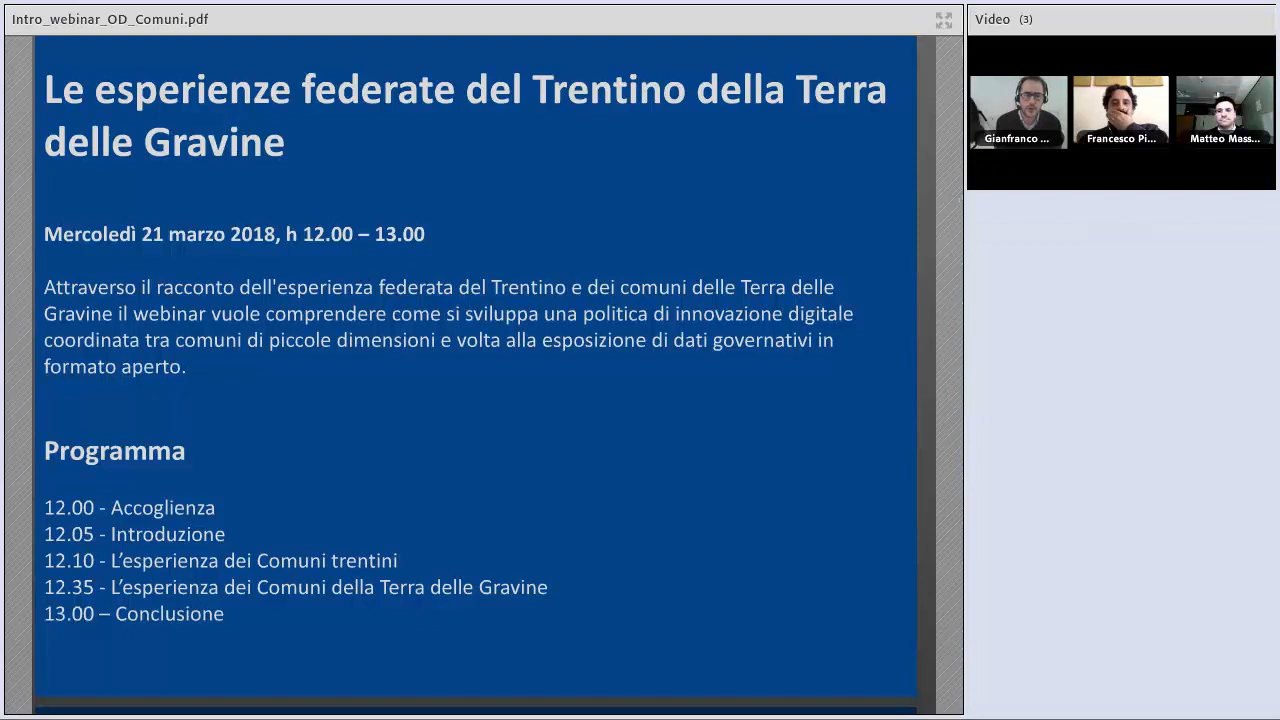 Intro_webinar_OD_Comuni.pdf
Video (3)
Le esperienze federate del Trentino della Terra
delle Gravine
Mercoledì 21 marzo 2018, h 12.00 – 13.00
Attraverso il racconto dell'esperienza federata del Trentino e dei comuni delle Terra delle
Gravine il webinar vuole comprendere come si sviluppa una politica di innovazione digitale
coordinata tra comuni di piccole dimensioni e volta alla esposizione di dati governativi in
formato aperto.
Programma
12.00 - Accoglienza
12.05 - Introduzione
12.10 - L’esperienza dei Comuni trentini
12.35 - L’esperienza dei Comuni della Terra delle Gravine
13.00 – Conclusione
Gianfranco ...
Francesco Pi...
Matteo Mass...